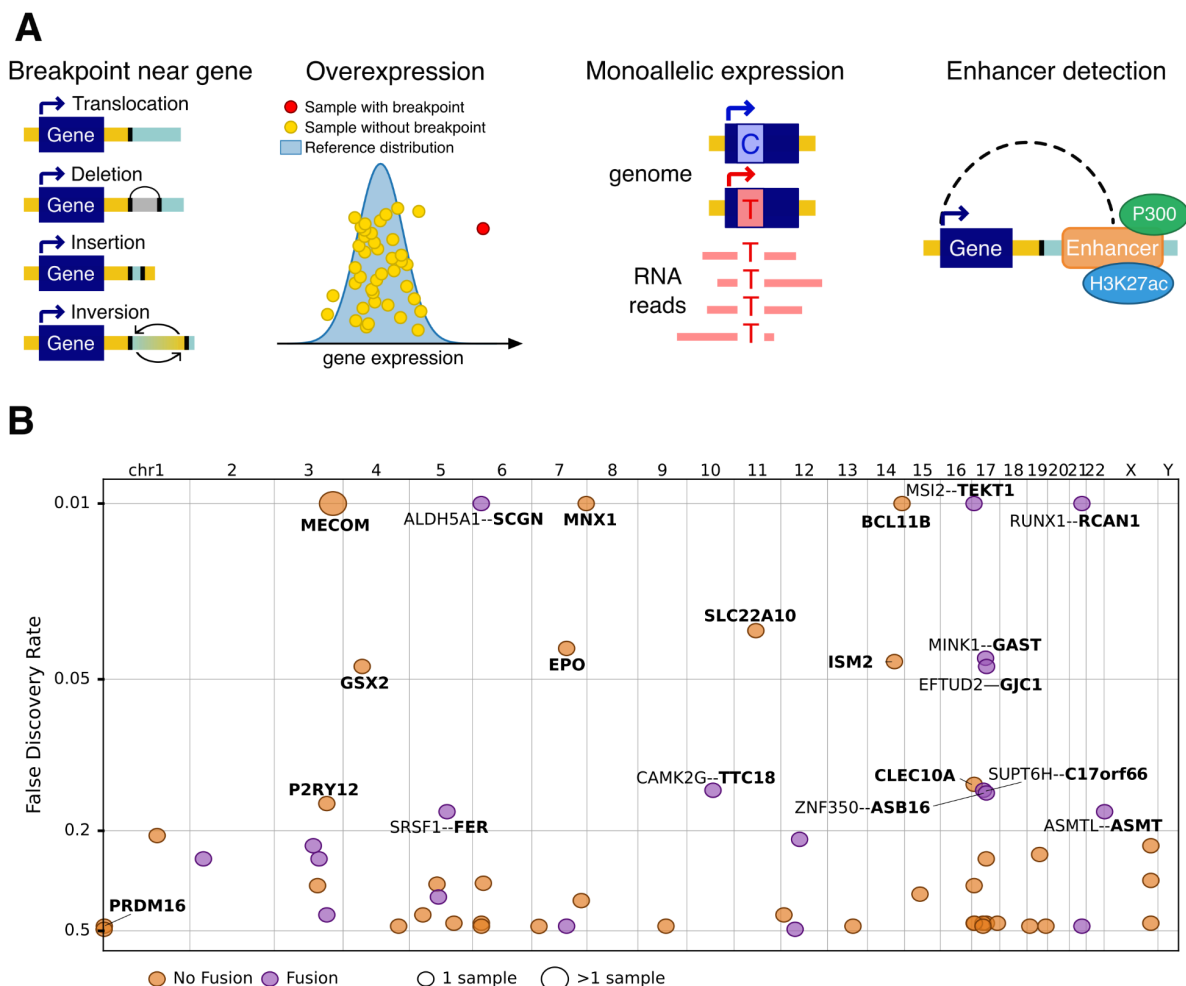 A
Breakpoint near gene
Translocation
Gene
Deletion
Gene
Insertion
Gene
Inversion
Gene
Overexpression
Sample with breakpoint
Sample without breakpoint
Reference distribution
gene expression
Monoallelic expression
C
genome
T
RNA
reads
T
T
T
T
Enhancer detection
P300
Gene
Enhancer
H3K27ac
B
chr1 2 3 4 5 6 7 8 9 10 11 12 13 14 15 16 17 18 19 20 21 22 X Y
False Discovery Rate
0.01
0.05
0.2
0.5
MECOM
ALDH5A1--SCGN
MNX1
BCL11B
MSI2--TEKT1
RUNX1--RCAN1
SLC22A10
EPO
GSX2
ISM2
MINK1--GAST
EFTUD2—GJC1
P2RY12
CAMK2G--TTC18
CLEC10A
SUPT6H--C17orf66
ZNF350--ASB16
SRSF1--FER
ASMTL--ASMT
PRDM16
No Fusion
Fusion
1 sample
>1 sample